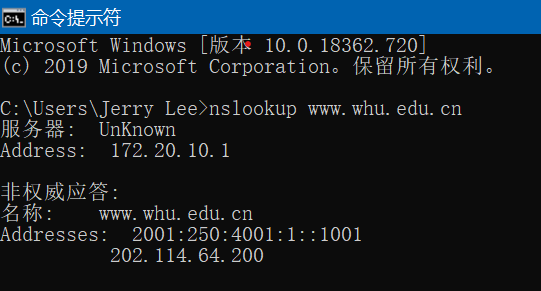 命令提示符
Microsoft Windows [版本 10.0.18362.720]
(c) 2019 Microsoft Corporation。保留所有权利。
C:\Users\Jerry Lee>nslookup www.whu.edu.cn
服务器:  UnKnown
Address:  172.20.10.1
非权威应答:
名称:    www.whu.edu.cn
Addresses:  2001:250:4001:1::1001
          202.114.64.200